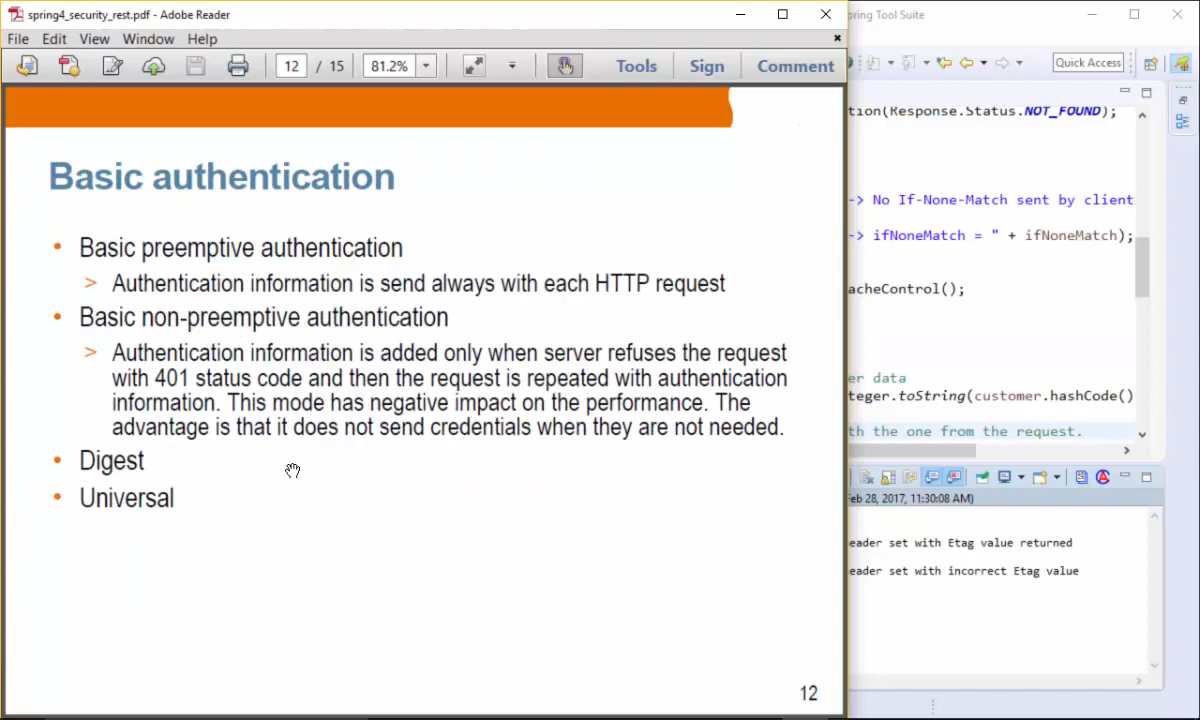 spring4_security_rest.pdf - Adobe Reader
File Edit View Window Help
12 / 15 81.2% Tools Sign Comment
Basic authentication
• Basic preemptive authentication
> Authentication information is send always with each HTTP request
• Basic non-preemptive authentication
> Authentication information is added only when server refuses the request
with 401 status code and then the request is repeated with authentication
information. This mode has negative impact on the performance. The
advantage is that it does not send credentials when they are not needed.
• Digest
• Universal
12
ring Tool Suite
Quick Access
tion(Response.Status.NOT_FOUND);
-> No If-None-Match sent by client
-> ifNoneMatch = " + ifNoneMatch);
acheControl();
er data
teger.toString(customer.hashCode()
th the one from the request.
eb 28, 2017, 11:30:08 AM)
eader set with Etag value returned
eader set with incorrect Etag value